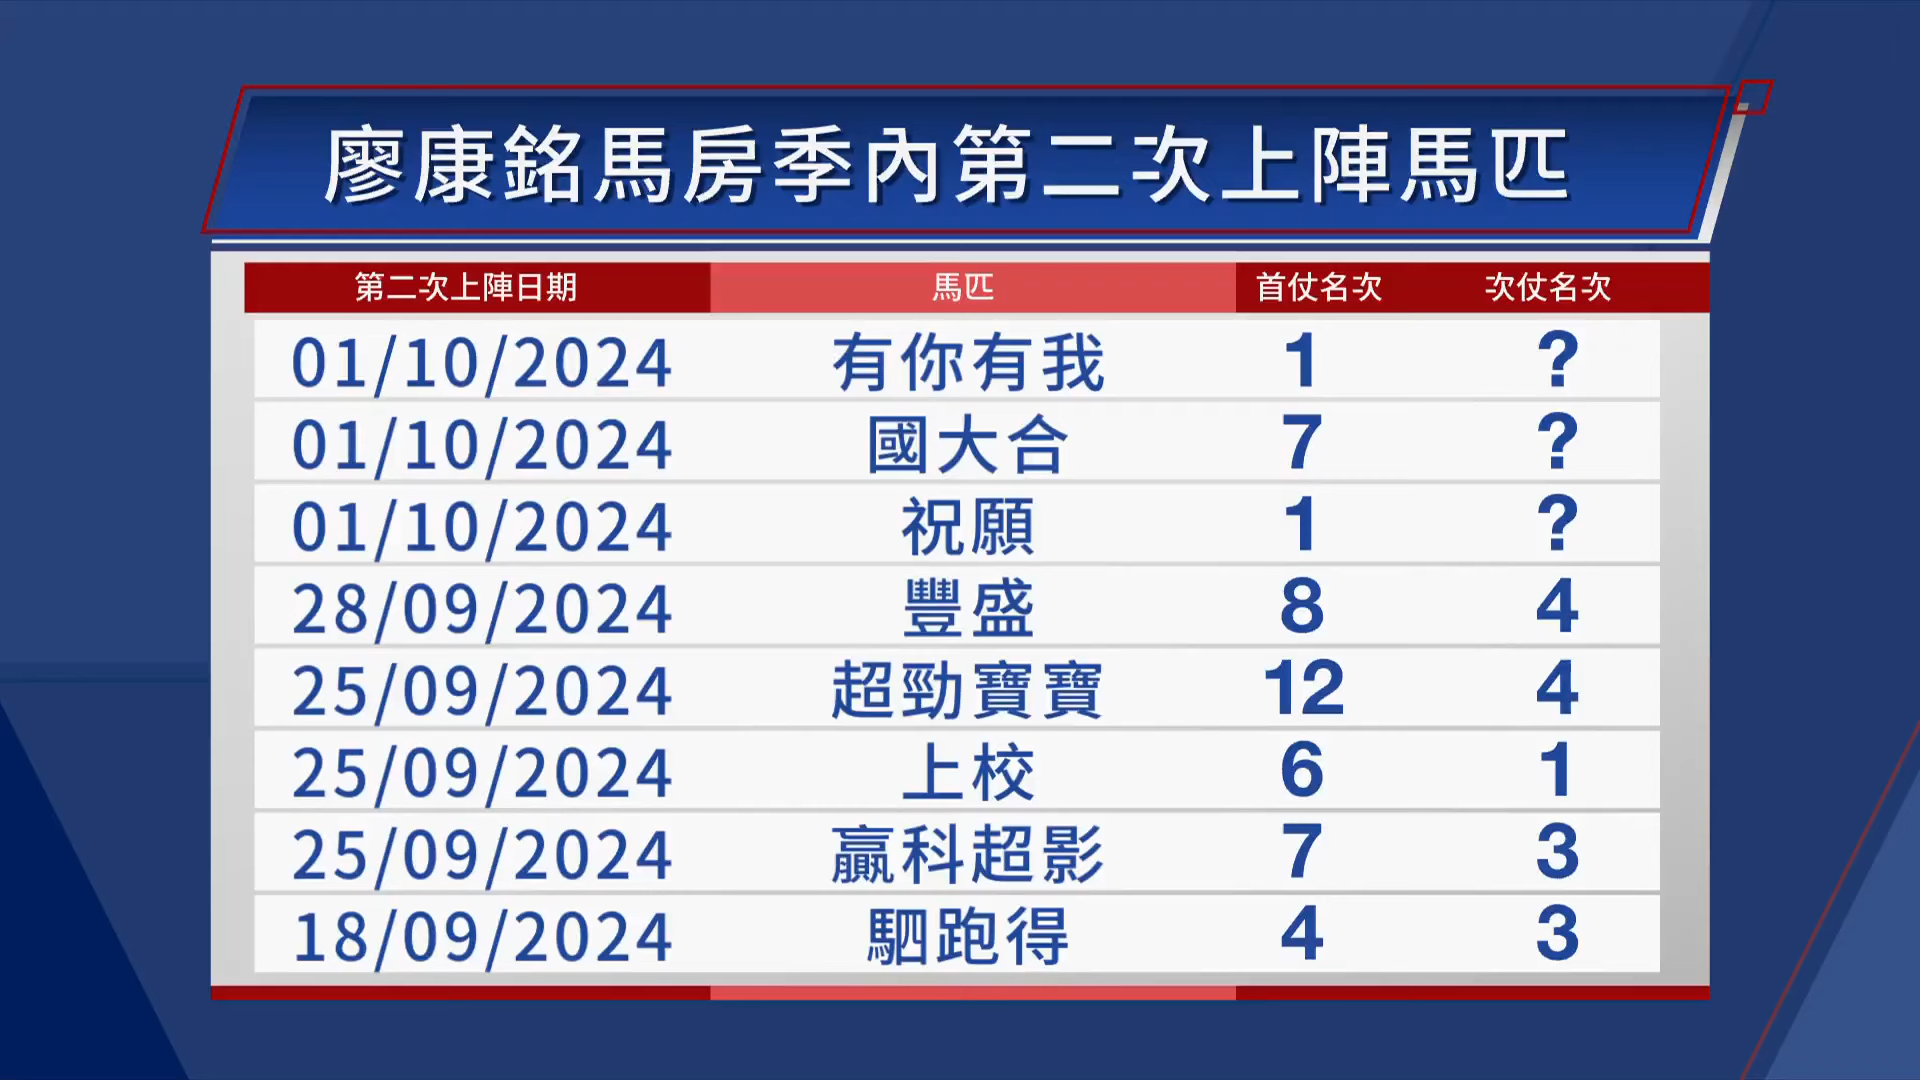 廖康銘馬房季內第二次上陣馬匹
第二次上陣日期 馬匹 首仗名次 次仗名次
01/10/2024 有你有我 1 ?
01/10/2024 國大合 7 ?
01/10/2024 祝願 1 ?
28/09/2024 豐盛 8 4
25/09/2024 超勁寶寶 12 4
25/09/2024 上校 6 1
25/09/2024 贏科超影 7 3
18/09/2024 駟跑得 4 3